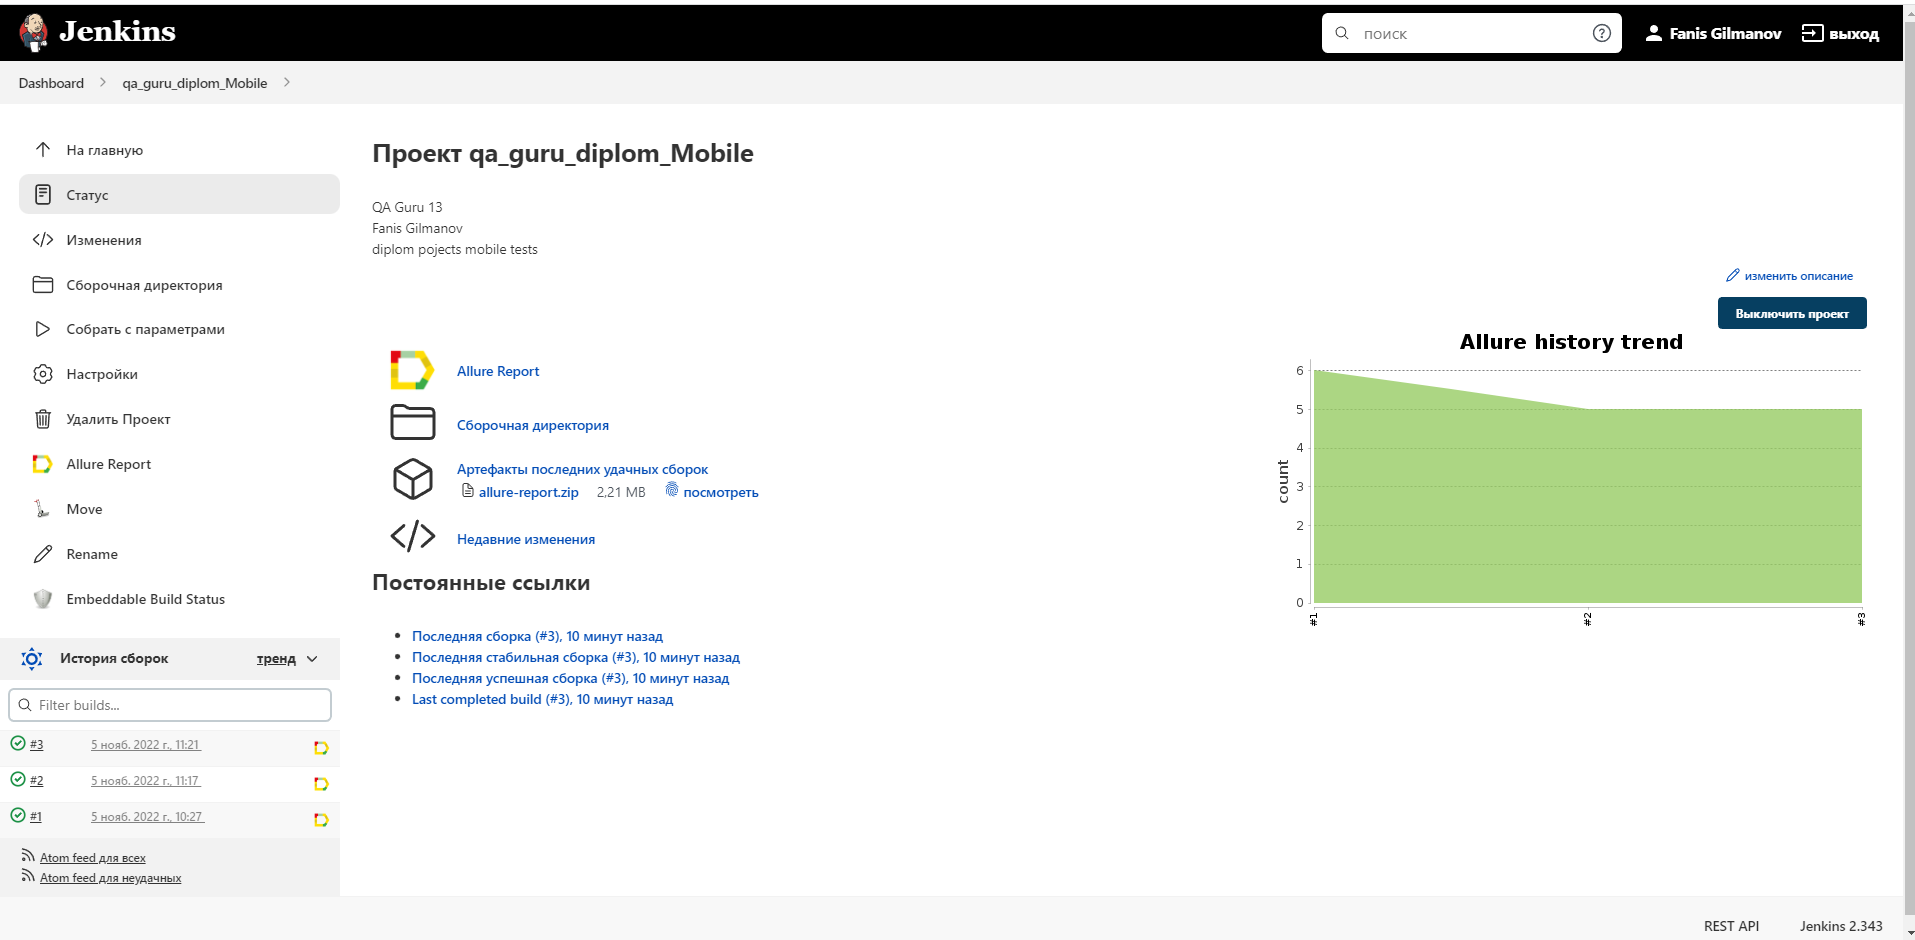 Jenkins
поиск
Fanis Gilmanov
выход
Dashboard
qa_guru_diplom_Mobile
На главную
Статус
Изменения
Сборочная директория
Собрать с параметрами
Настройки
Удалить Проект
Allure Report
Move
Rename
Embeddable Build Status
История сборок
тренд
Filter builds...
#3 5 нояб. 2022 г., 11:21
#2 5 нояб. 2022 г., 11:17
#1 5 нояб. 2022 г., 10:27
Atom feed для всех
Atom feed для неудачных
Проект qa_guru_diplom_Mobile
QA Guru 13
Fanis Gilmanov
diplom pojects mobile tests
изменить описание
Выключить проект
Allure Report
Сборочная директория
Артефакты последних удачных сборок
allure-report.zip 2,21 MB посмотреть
Недавние изменения
Постоянные ссылки
Последняя сборка (#3), 10 минут назад
Последняя стабильная сборка (#3), 10 минут назад
Последняя успешная сборка (#3), 10 минут назад
Last completed build (#3), 10 минут назад
Allure history trend
count
6
5
4
3
2
1
0
#1
#2
#3
REST API
Jenkins 2.343